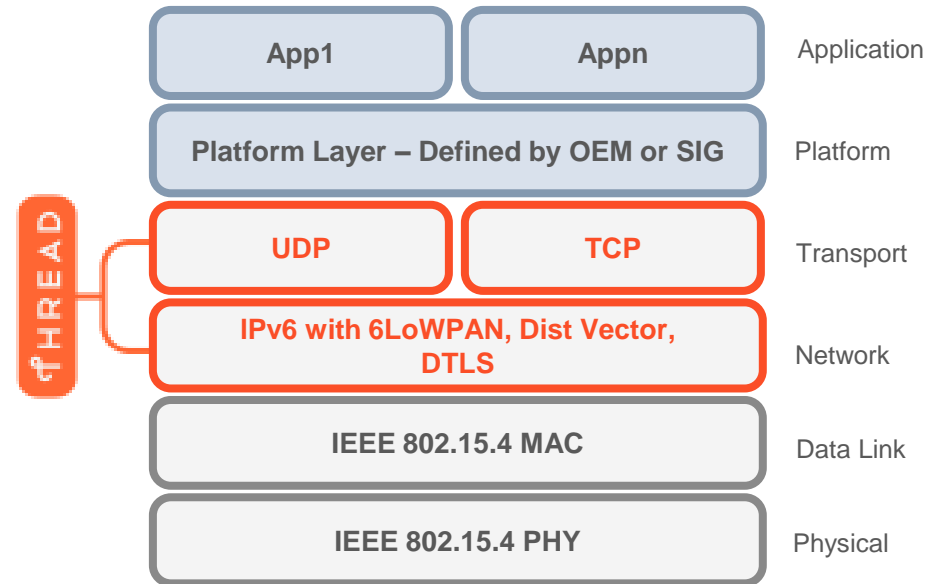 App1
Appn
Application
Platform Layer – Defined by OEM or SIG
Platform
THREAD
UDP
TCP
Transport
IPv6 with 6LoWPAN, Dist Vector,
DTLS
Network
IEEE 802.15.4 MAC
Data Link
IEEE 802.15.4 PHY
Physical